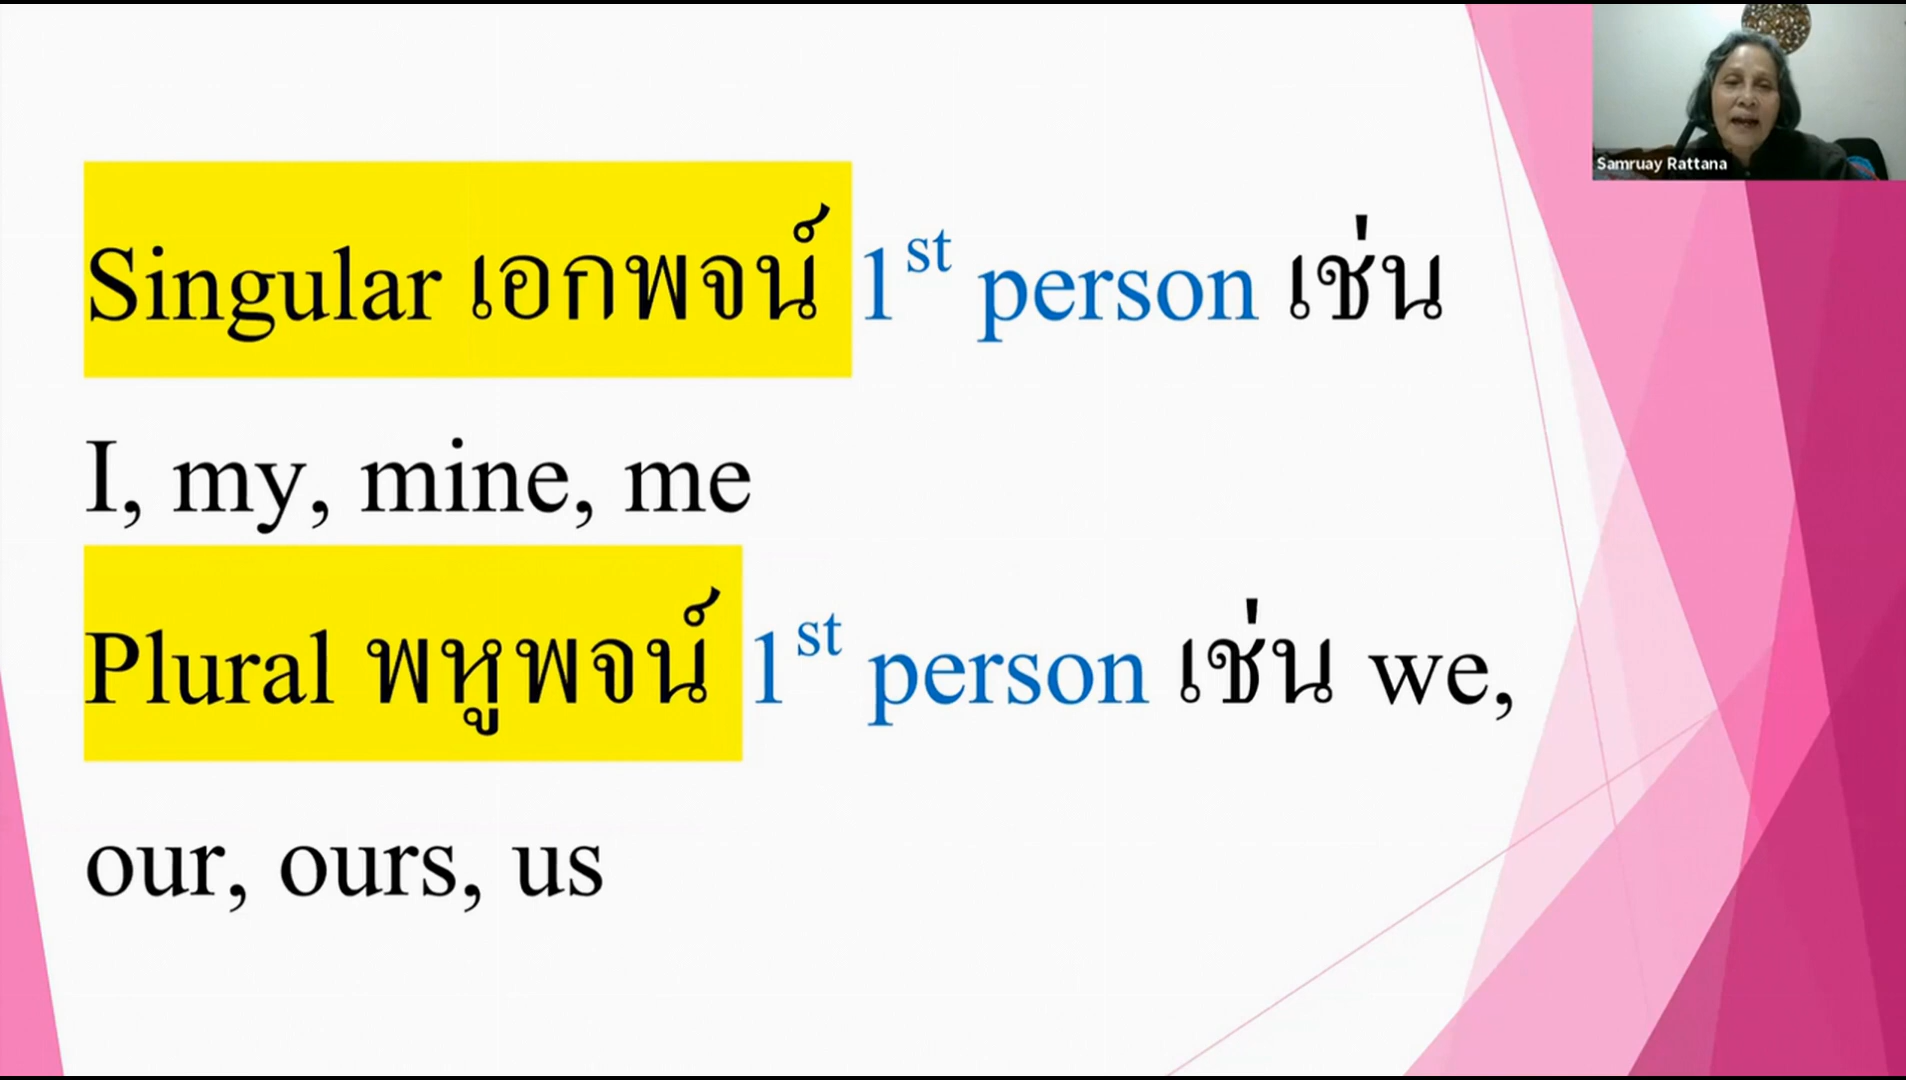 Samruay Rattana
Singular เอกพจน์ 1st person เช่น
I, my, mine, me
Plural พหูพจน์ 1st person เช่น we,
our, ours, us